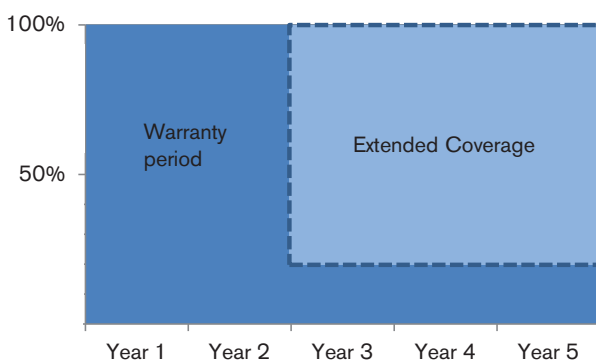 100%
Warranty
period
Extended Coverage
50%
Year 1 Year 2 Year 3 Year 4 Year 5